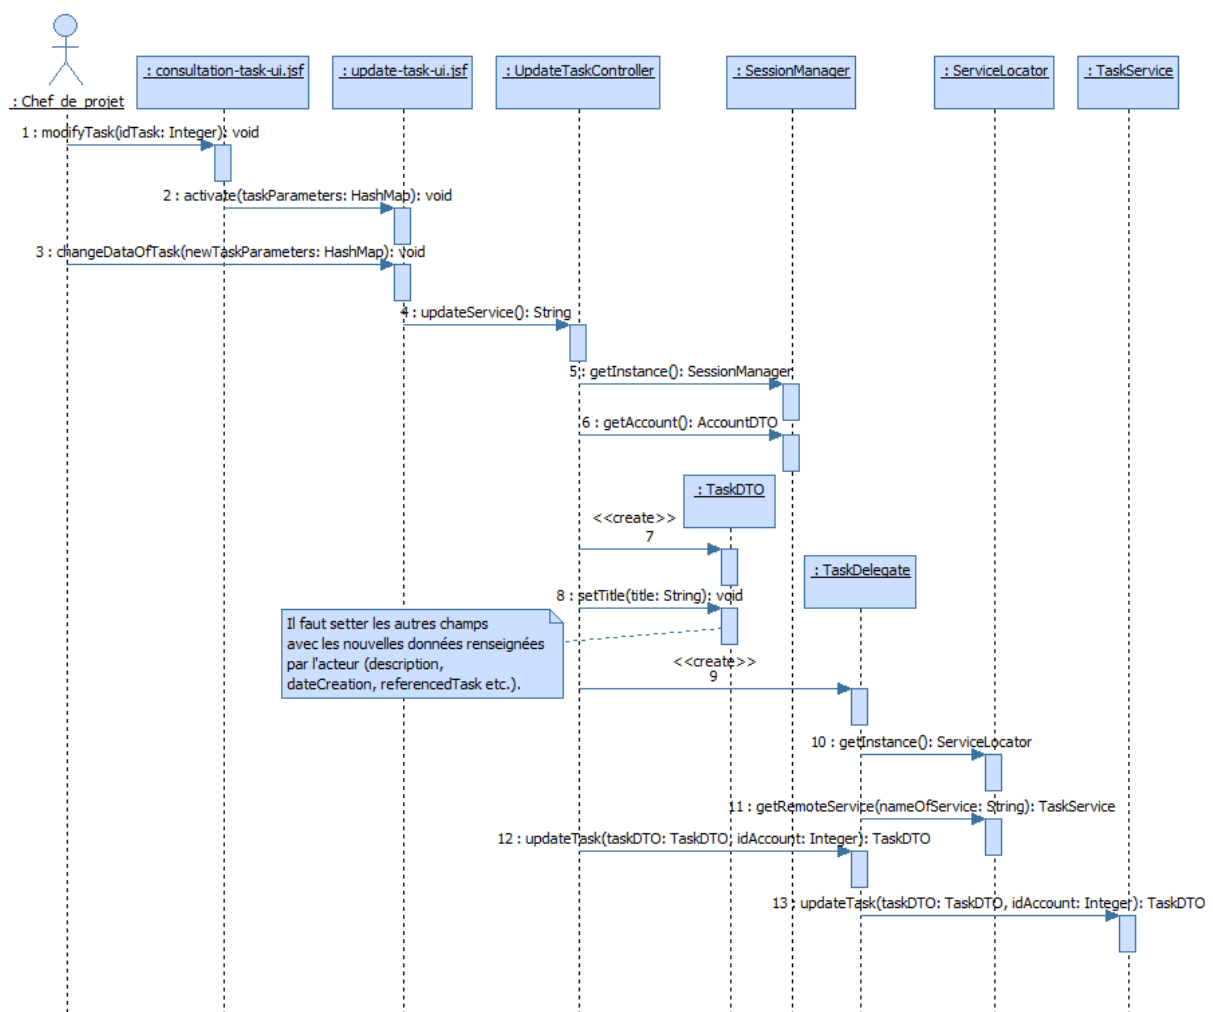 : Chef de projet
: consultation-task-ui.jsf
: update-task-ui.jsf
: UpdateTaskController
: SessionManager
: ServiceLocator
: TaskService
1 : modifyTask(idTask: Integer): void
2 : activate(taskParameters: HashMap): void
3 : changeDataOfTask(newTaskParameters: HashMap): void
4 : updateService(): String
5 : getInstance(): SessionManager
6 : getAccount(): AccountDTO
: TaskDTO
<<create>>
7
: TaskDelegate
8 : setTitle(title: String): void
Il faut setter les autres champs
avec les nouvelles données renseignées
par l'acteur (description,
dateCreation, referencedTask etc.).
<<create>>
9
10 : getInstance(): ServiceLocator
11 : getRemoteService(nameOfService: String): TaskService
12 : updateTask(taskDTO: TaskDTO, idAccount: Integer): TaskDTO
13 : updateTask(taskDTO: TaskDTO, idAccount: Integer): TaskDTO